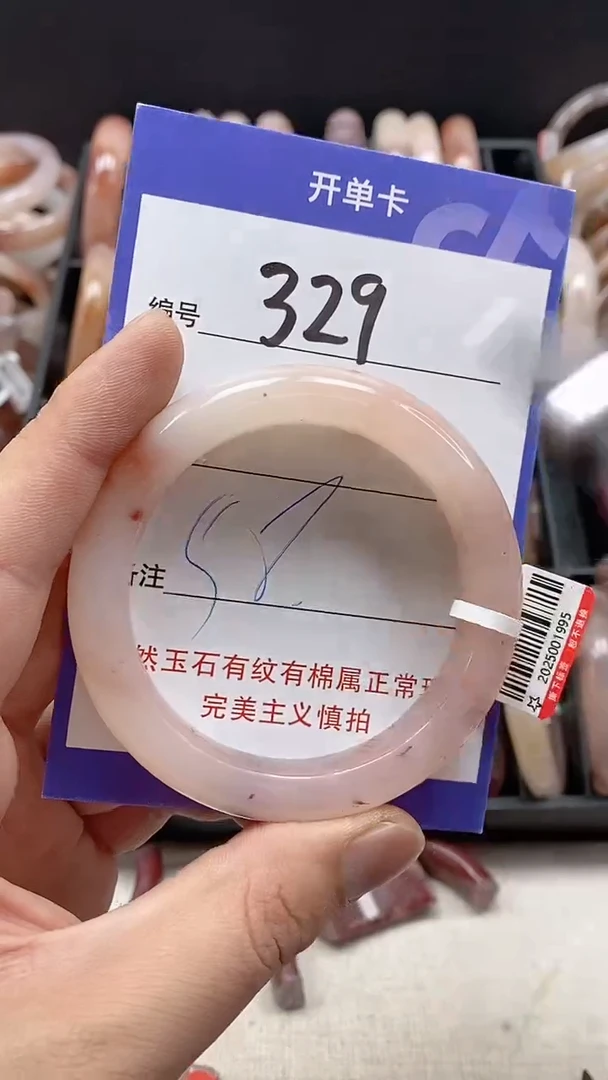 开单卡
编号 329
58
注
然玉石有纹有棉属正常
完美主义慎拍
2025001995